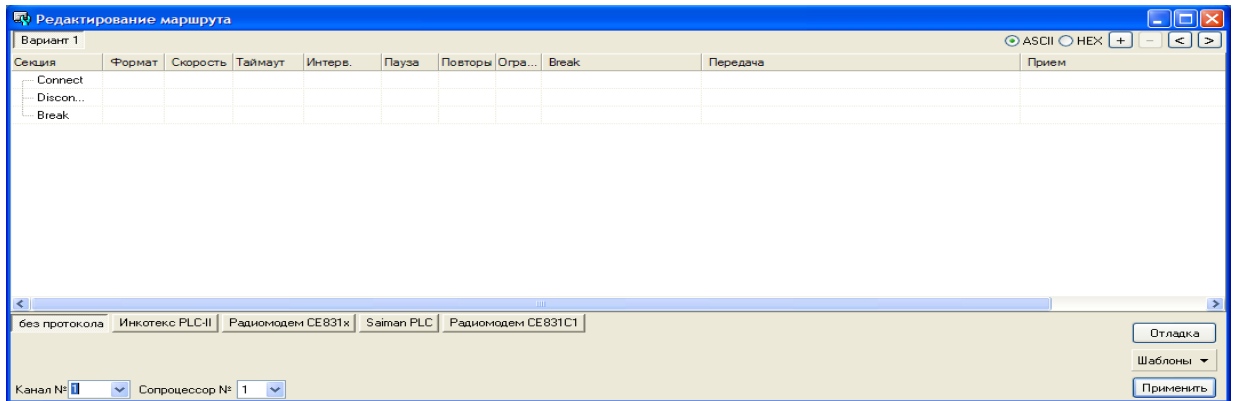 Редактирование маршрута
Вариант 1 ASCII HEX + − < >
Секция Формат Скорость Таймаут Интерв. Пауза Повторы Огра... Break Передача Прием
Connect
Discon...
Break
без протокола Инкотекс PLC-II Радиомодем CE831x Saiman PLC Радиомодем CE831C1
Отладка
Шаблоны
Канал № 1 Сопроцессор № 1 Применить